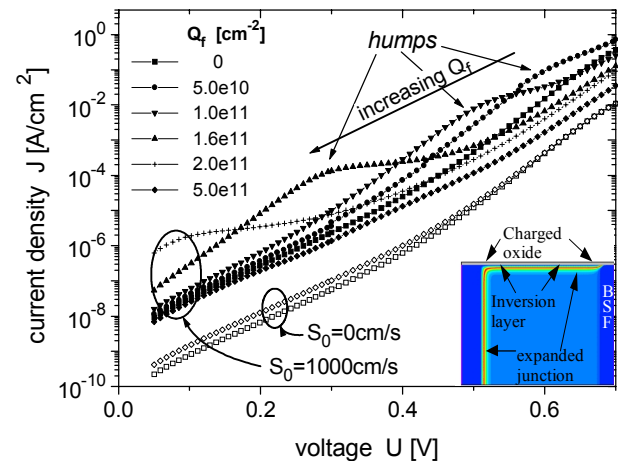 Q_f [cm^-2]
0
5.0e10
1.0e11
1.6e11
2.0e11
5.0e11
humps
increasing Q_f
S_0=0cm/s
S_0=1000cm/s
Charged
oxide
Inversion
layer
expanded
junction
B
S
F
current density J [A/cm^2]
10^0
10^-2
10^-4
10^-6
10^-8
10^-10
0.0
0.2
0.4
0.6
voltage U [V]